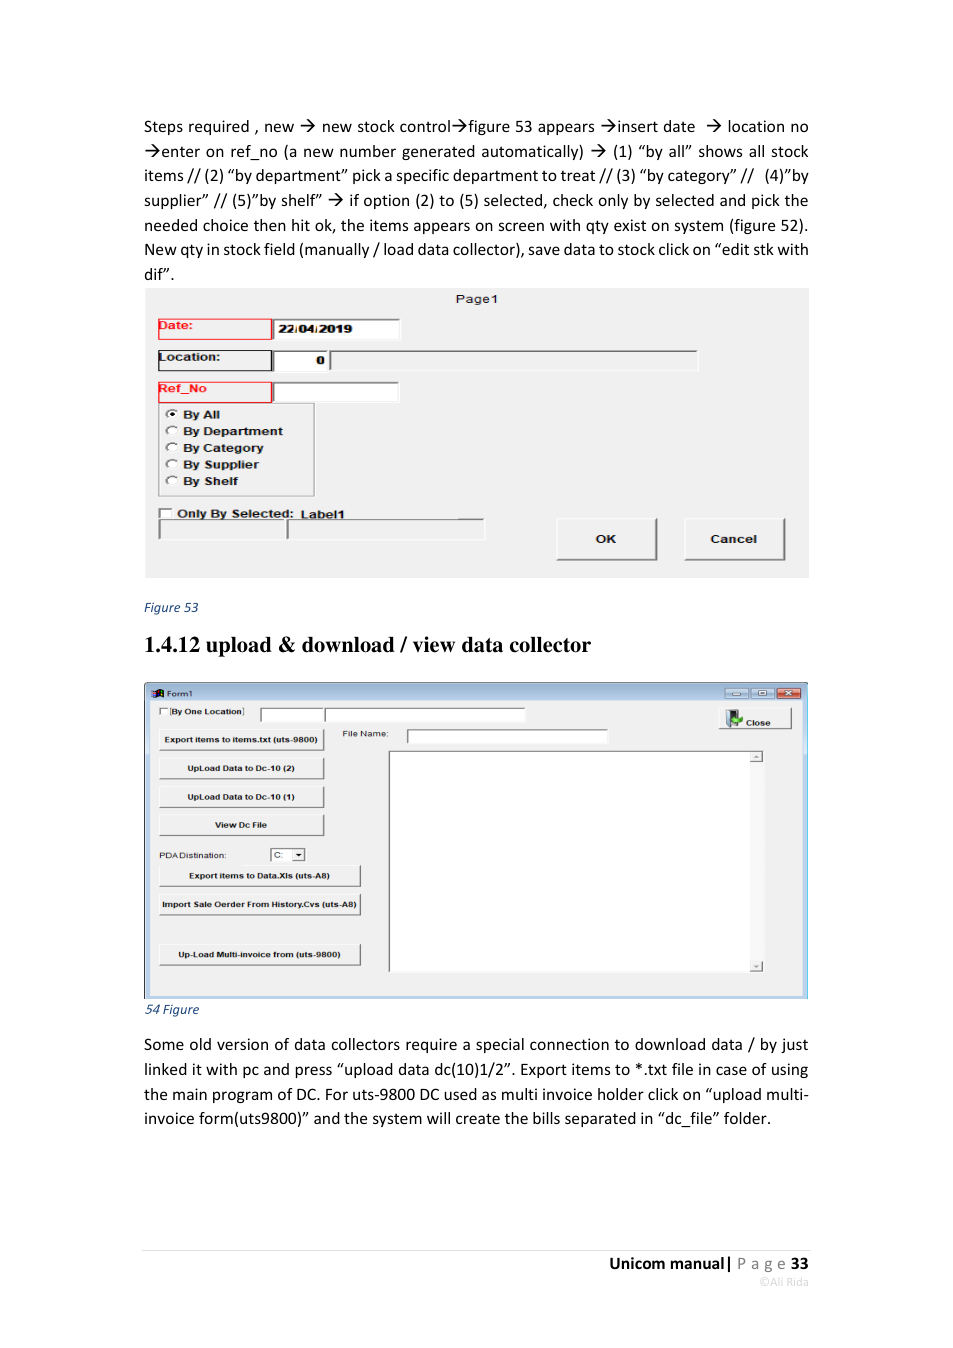 Steps required , new → new stock control→figure 53 appears →insert date → location no
→enter on ref_no (a new number generated automatically) → (1) “by all” shows all stock
items // (2) “by department” pick a specific department to treat // (3) “by category” // (4)”by
supplier” // (5)”by shelf” → if option (2) to (5) selected, check only by selected and pick the
needed choice then hit ok, the items appears on screen with qty exist on system (figure 52).
New qty in stock field (manually / load data collector), save data to stock click on “edit stk with
dif”.
Page1
Date: 22/04/2019
Location: 0
Ref_No
By All
By Department
By Category
By Supplier
By Shelf
Only By Selected: Label1
OK Cancel
Figure 53
1.4.12 upload & download / view data collector
Form1
[By One Location]
Close
Export items to items.txt (uts-9800) File Name:
UpLoad Data to Dc-10 (2)
UpLoad Data to Dc-10 (1)
View Dc File
PDA Distination: C:
Export items to Data.Xls (uts-A8)
Import Sale Oerder From History.Cvs (uts-A8)
Up-Load Multi-invoice from (uts-9800)
54 Figure
Some old version of data collectors require a special connection to download data / by just
linked it with pc and press “upload data dc(10)1/2”. Export items to *.txt file in case of using
the main program of DC. For uts-9800 DC used as multi invoice holder click on “upload multi-
invoice form(uts9800)” and the system will create the bills separated in “dc_file” folder.
Unicom manual| P a g e 33
©Ali Rida